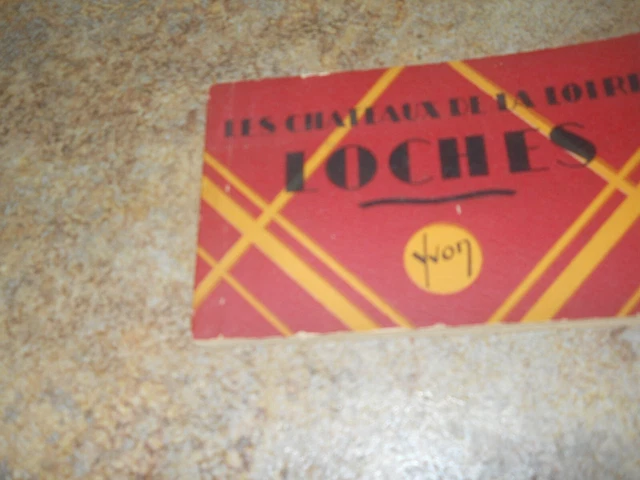 LES CHATEAUX DE LA LOIRE
LOCHES
Yvon